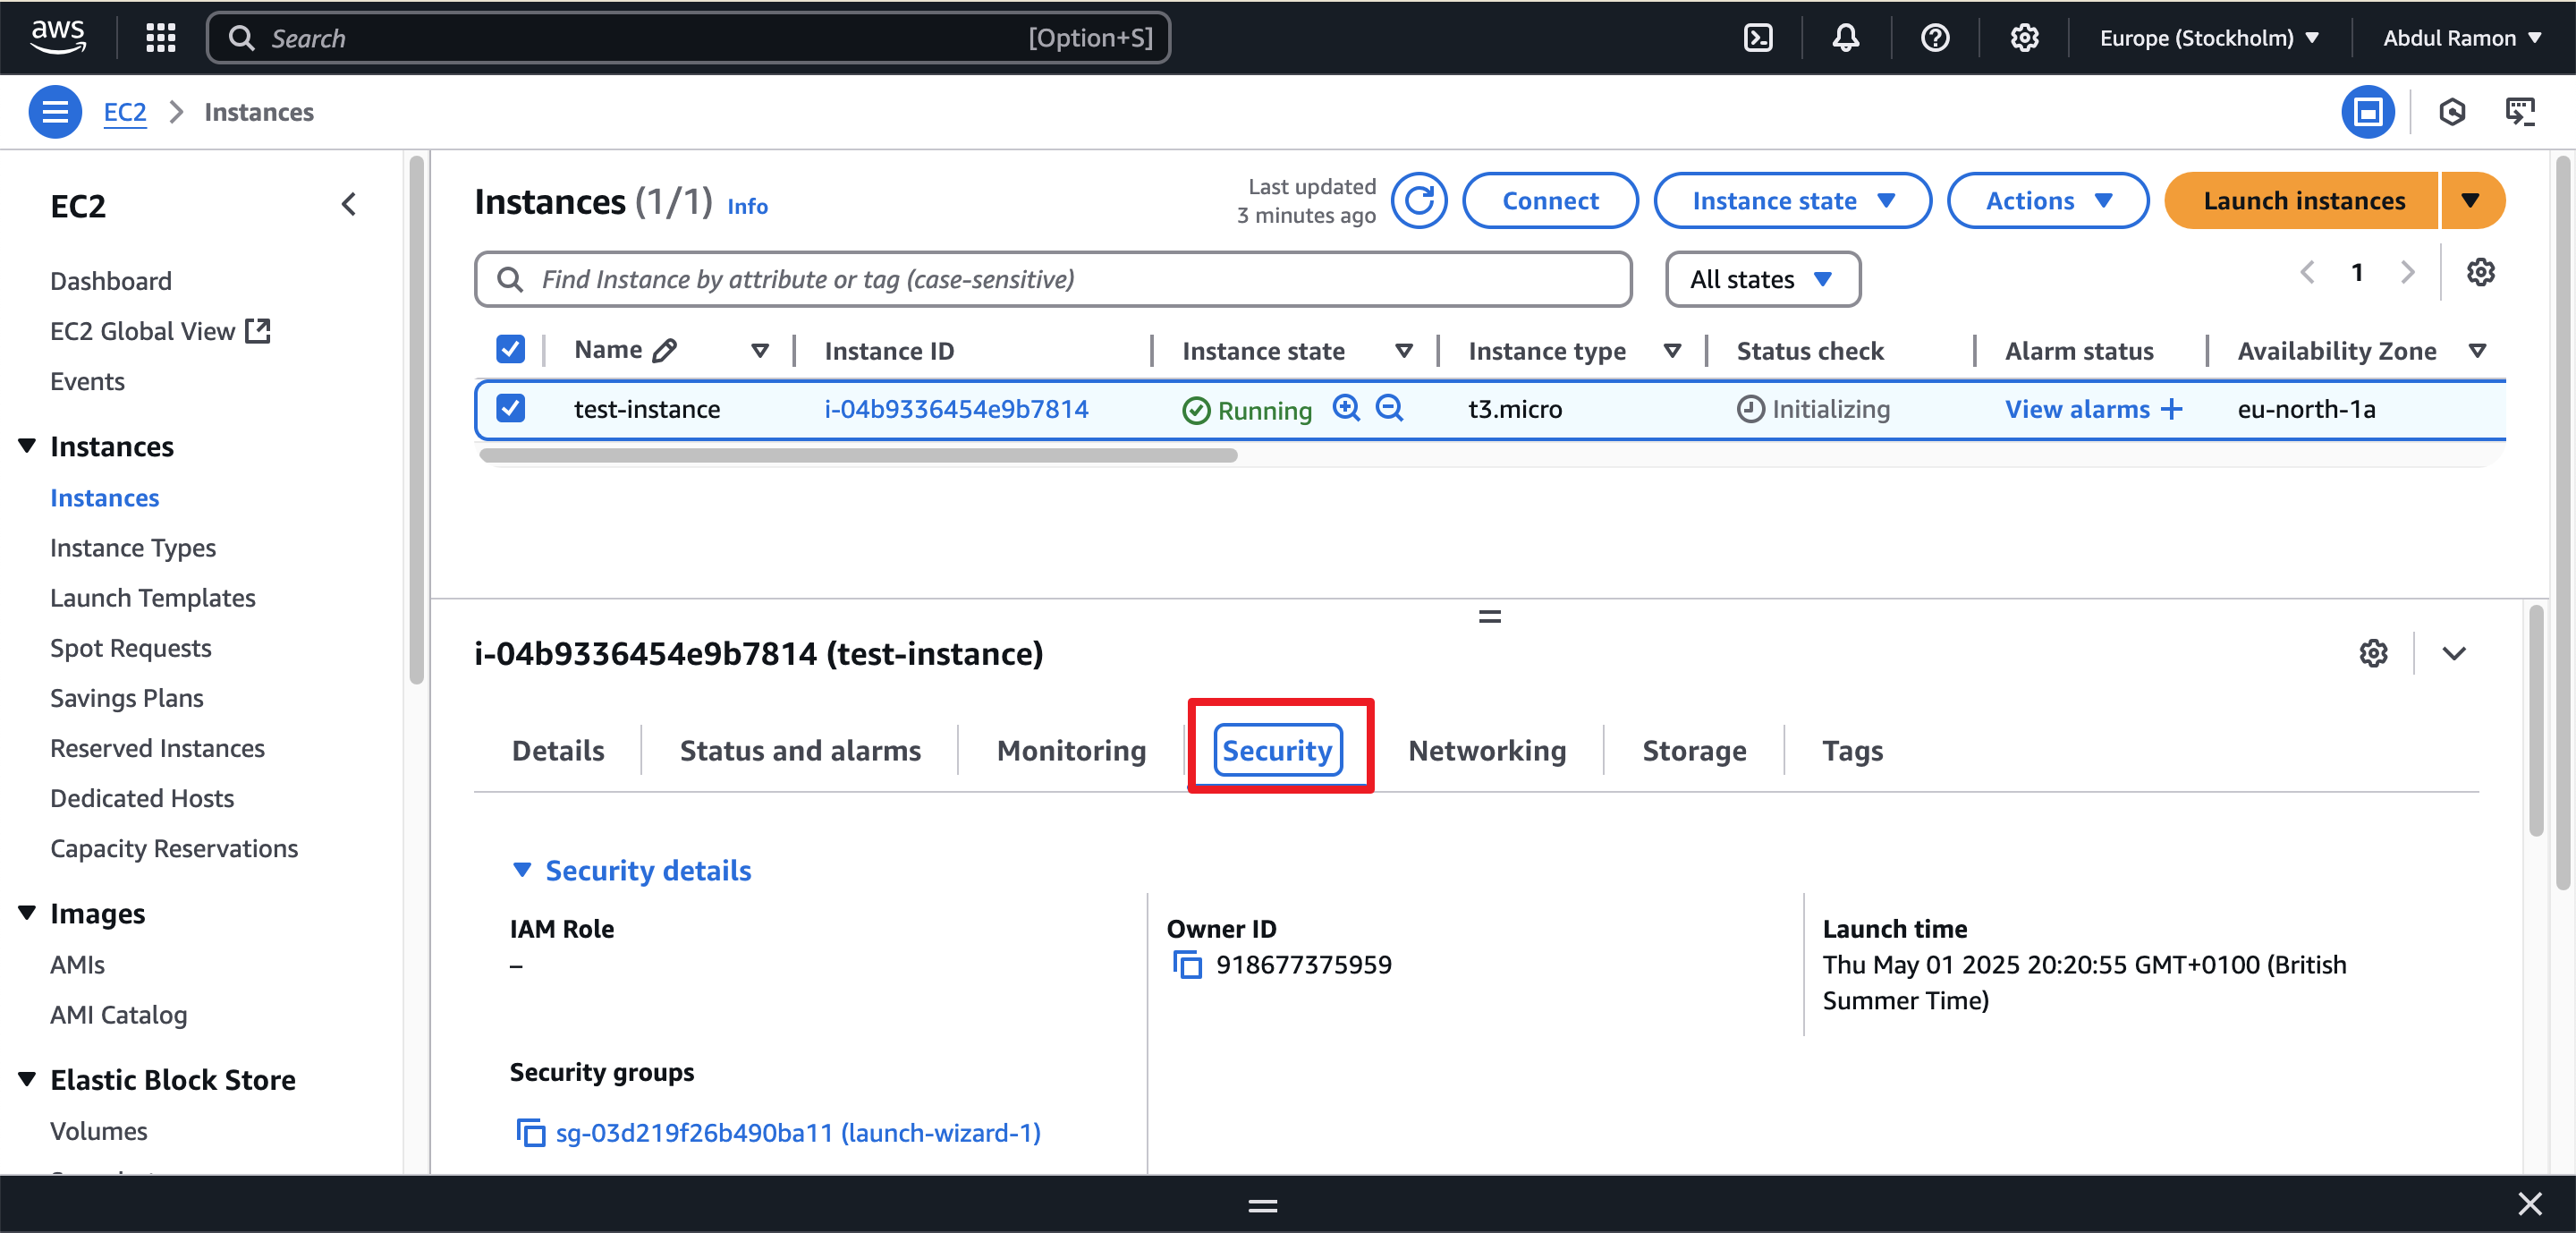 aws
Search [Option+S]
Europe (Stockholm)
Abdul Ramon
EC2
Instances
EC2
Dashboard
EC2 Global View
Events
Instances
Instances
Instance Types
Launch Templates
Spot Requests
Savings Plans
Reserved Instances
Dedicated Hosts
Capacity Reservations
Images
AMIs
AMI Catalog
Elastic Block Store
Volumes
Instances (1/1) Info
Last updated
3 minutes ago
Connect
Instance state
Actions
Launch instances
Find Instance by attribute or tag (case-sensitive)
All states
1
Name Instance ID Instance state Instance type Status check Alarm status Availability Zone
test-instance i-04b9336454e9b7814 Running t3.micro Initializing View alarms + eu-north-1a
i-04b9336454e9b7814 (test-instance)
Details Status and alarms Monitoring Security Networking Storage Tags
Security details
IAM Role
–
Owner ID
918677375959
Launch time
Thu May 01 2025 20:20:55 GMT+0100 (British
Summer Time)
Security groups
sg-03d219f26b490ba11 (launch-wizard-1)